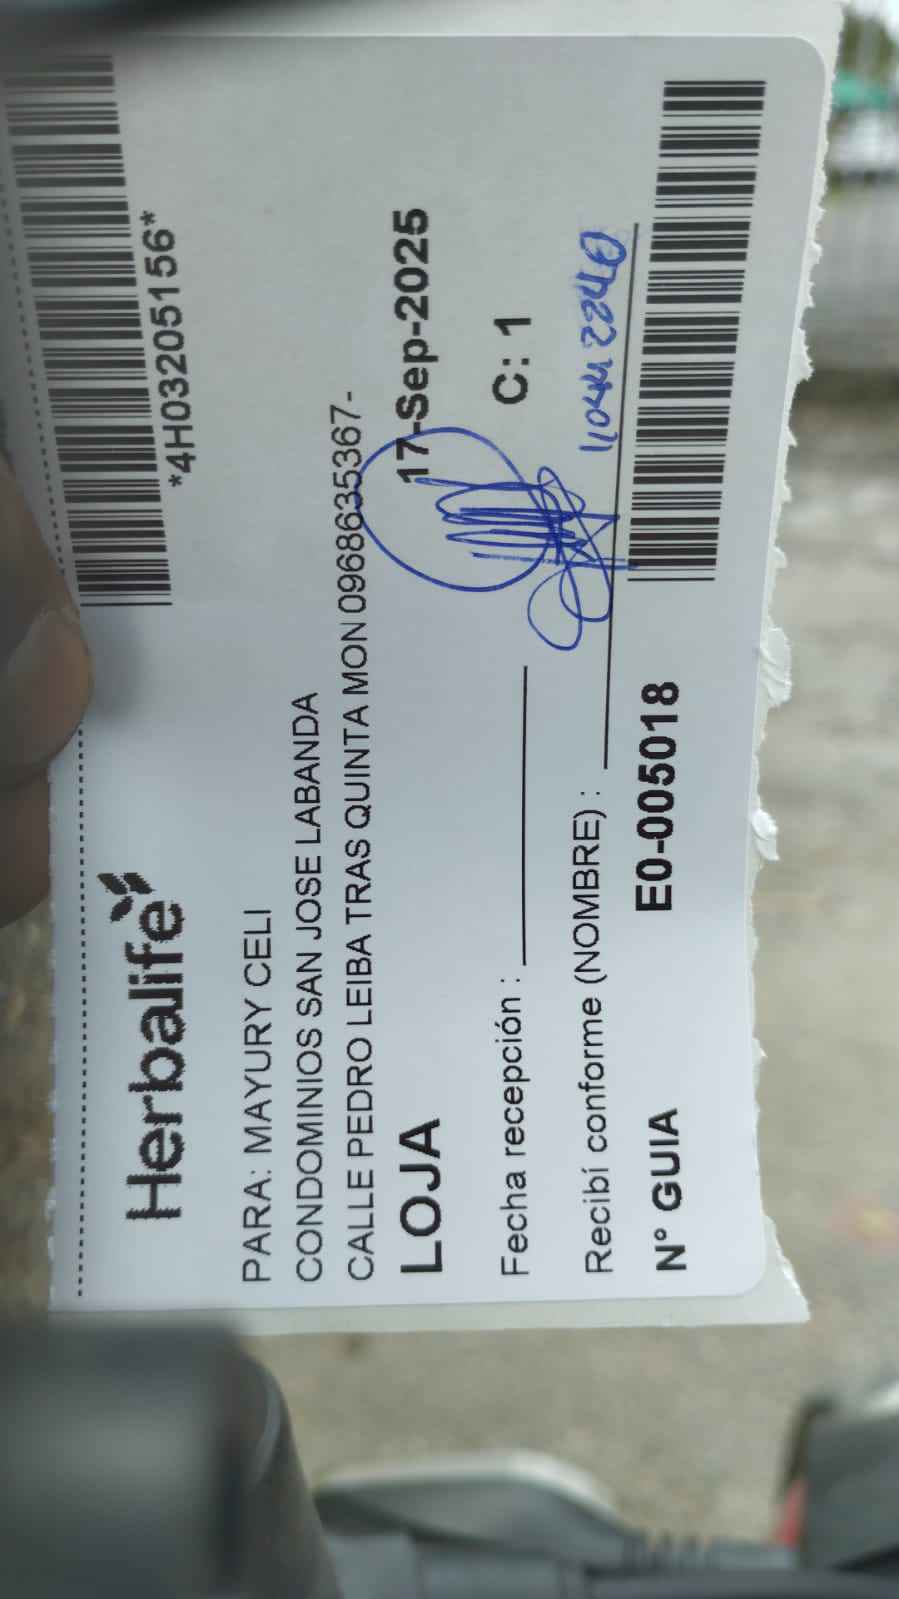 *4H03205156*
Herbalife
PARA: MAYURY CELI
CONDOMINIOS SAN JOSE LABANDA
CALLE PEDRO LEIBA TRAS QUINTA MON 0968635367-
LOJA 17-Sep-2025
Fecha recepción : C: 1
Recibí conforme (NOMBRE) :
N° GUIA E0-005018